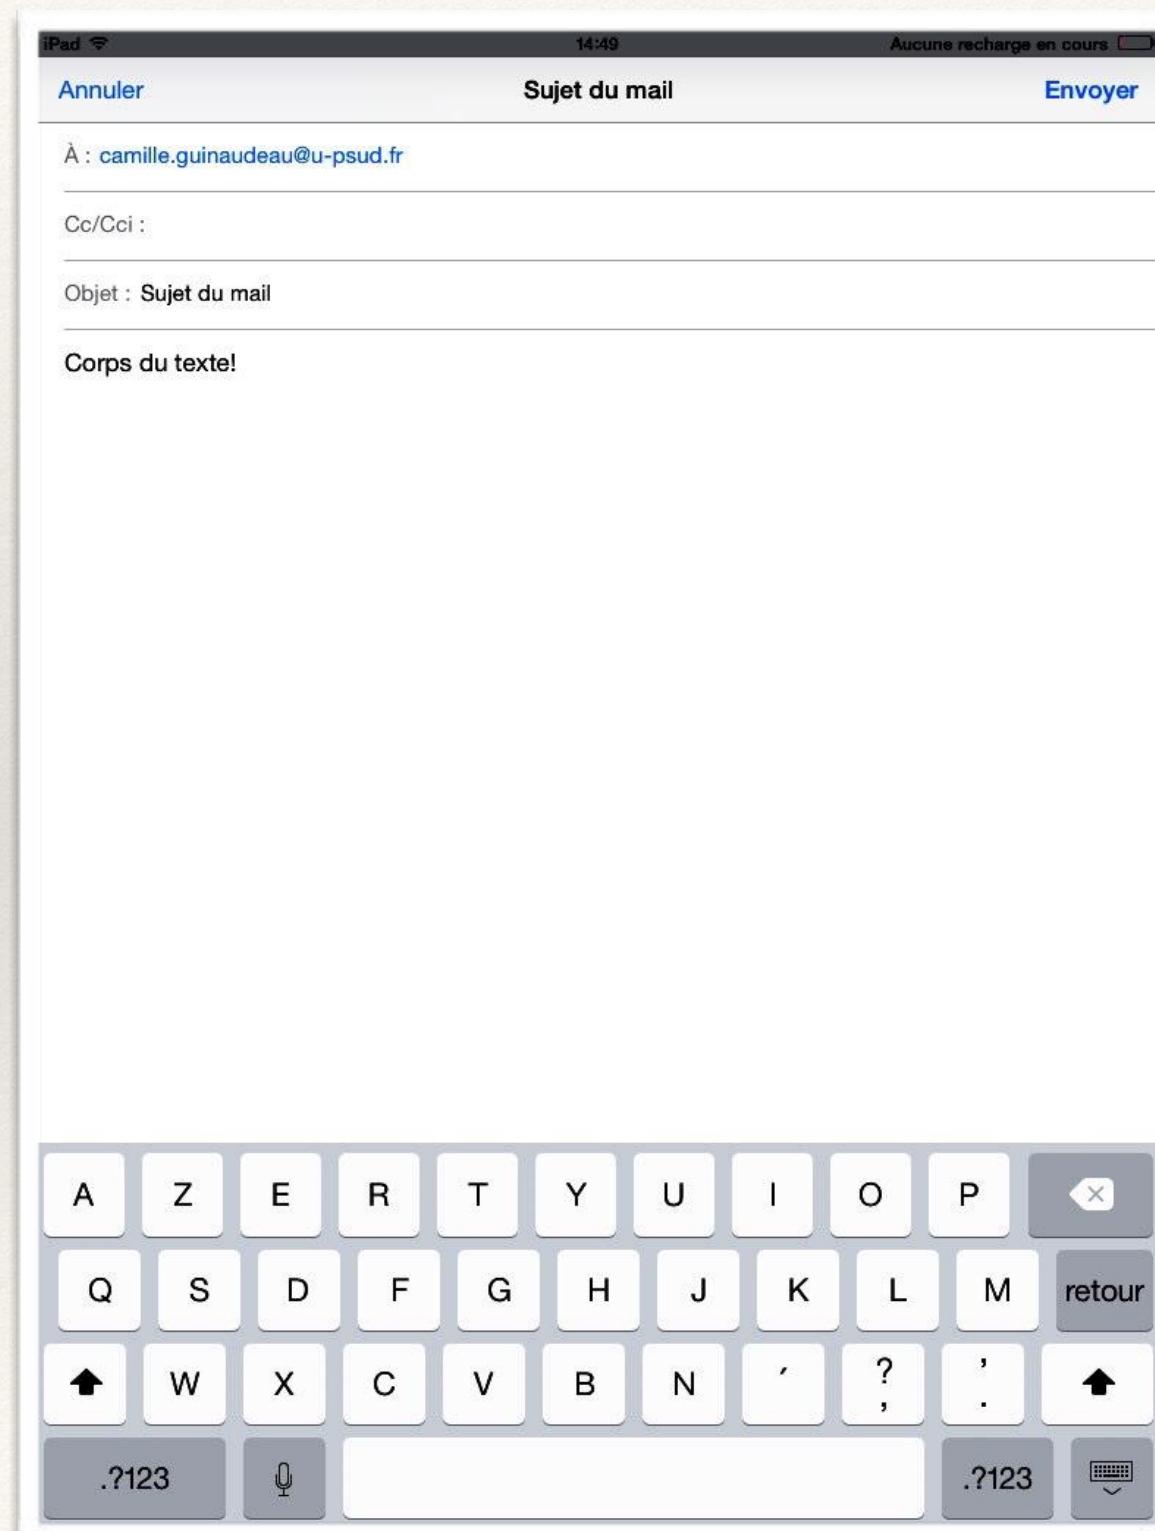 iPad 14:49 Aucune recharge en cours
Annuler Sujet du mail Envoyer
À : camille.guinaudeau@u-psud.fr
Cc/Cci :
Objet : Sujet du mail
Corps du texte!
A Z E R T Y U I O P
Q S D F G H J K L M retour
W X C V B N ´ ? , ' .
.?123 .?123